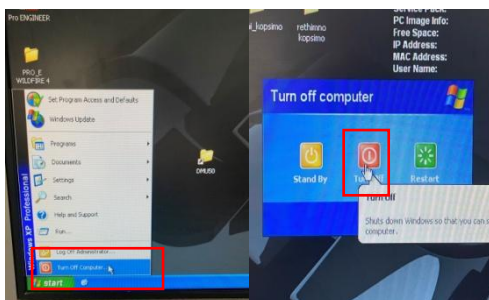 Pro ENGINEER
PRO_E
WILDFIRE 4
Set Program Access and Defaults
Windows Update
Programs
Documents
Settings
Search
Help and Support
Run...
Log Off Administrator...
Turn Off Computer...
start
Windows XP Professional
DMU50
kopsimo
rethimno
kopsimo
Service Pack:
PC Image Info:
Free Space:
IP Address:
MAC Address:
User Name:
Turn off computer
Stand By
Turn Off
Restart
Turn off
Shuts down Windows so that you can s
computer.